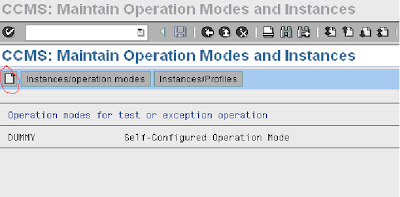 CCMS: Maintain Operation Modes and Instances
CCMS: Maintain Operation Modes and Instances
Instances/operation modes Instances/Profiles
Operation modes for test or exception operation
DUMMY Self-Configured Operation Mode